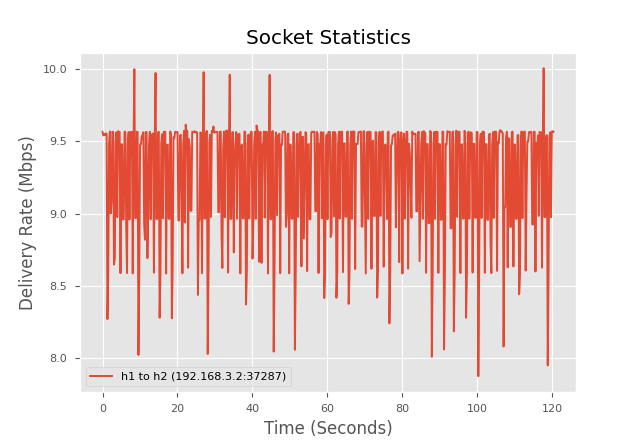 Socket Statistics
10.0
9.5
9.0
8.5
8.0
Delivery Rate (Mbps)
h1 to h2 (192.168.3.2:37287)
0 20 40 60 80 100 120
Time (Seconds)